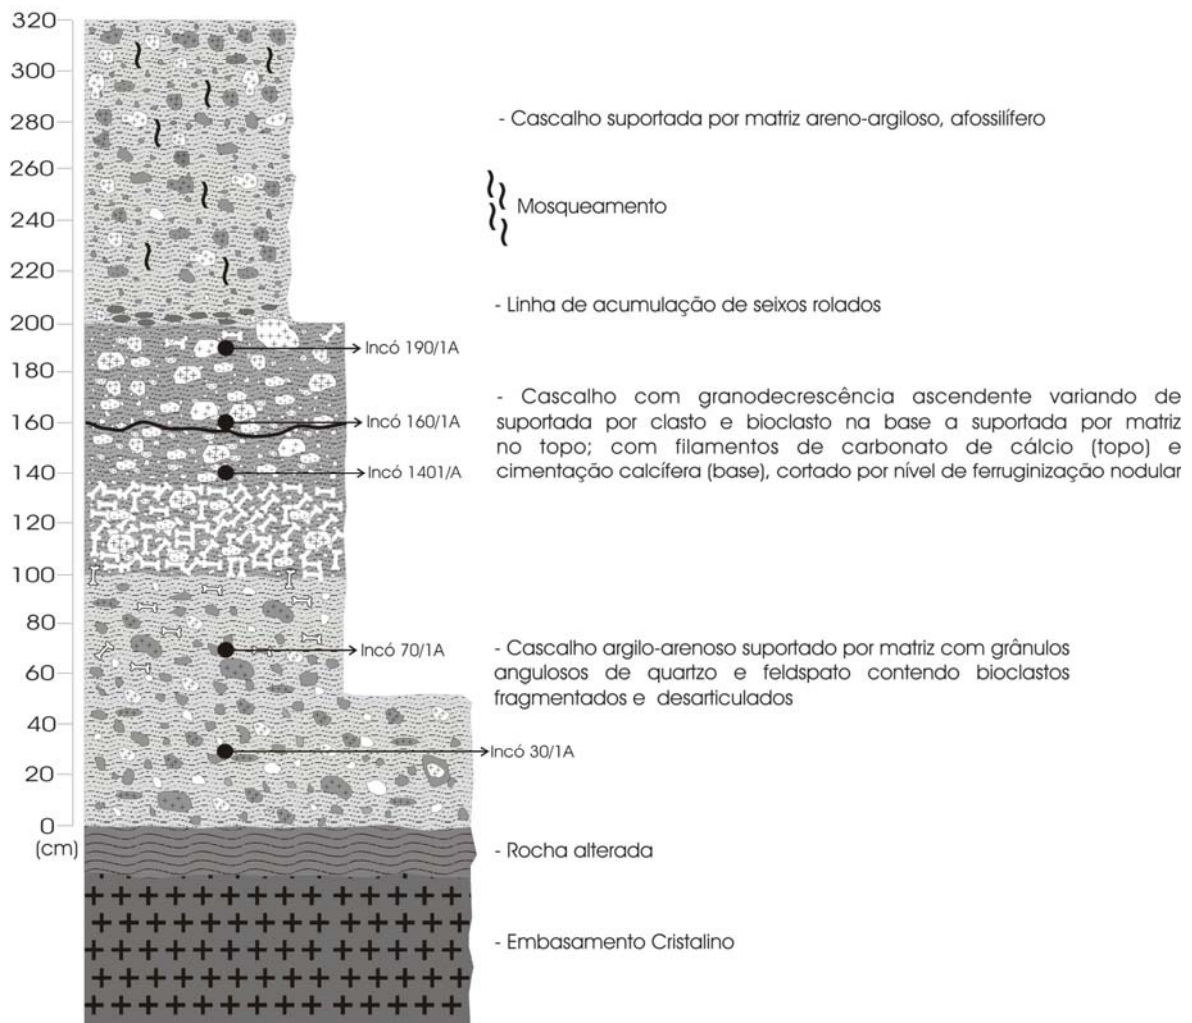 320
300
280
260
240
220
200
180
160
140
120
100
80
60
40
20
0
(cm)
- Cascalho suportada por matriz areno-argiloso, afossilífero
Mosqueamento
- Linha de acumulação de seixos rolados
Incó 190/1A
Incó 160/1A
Incó 1401/A
- Cascalho com granodecrescência ascendente variando de
suportada por clasto e bioclasto na base a suportada por matriz
no topo; com filamentos de carbonato de cálcio (topo) e
cimentação calcífera (base), cortado por nível de ferruginização nodular
Incó 70/1A
- Cascalho argilo-arenoso suportado por matriz com grânulos
angulosos de quartzo e feldspato contendo bioclastos
fragmentados e desarticulados
Incó 30/1A
- Rocha alterada
- Embasamento Cristalino